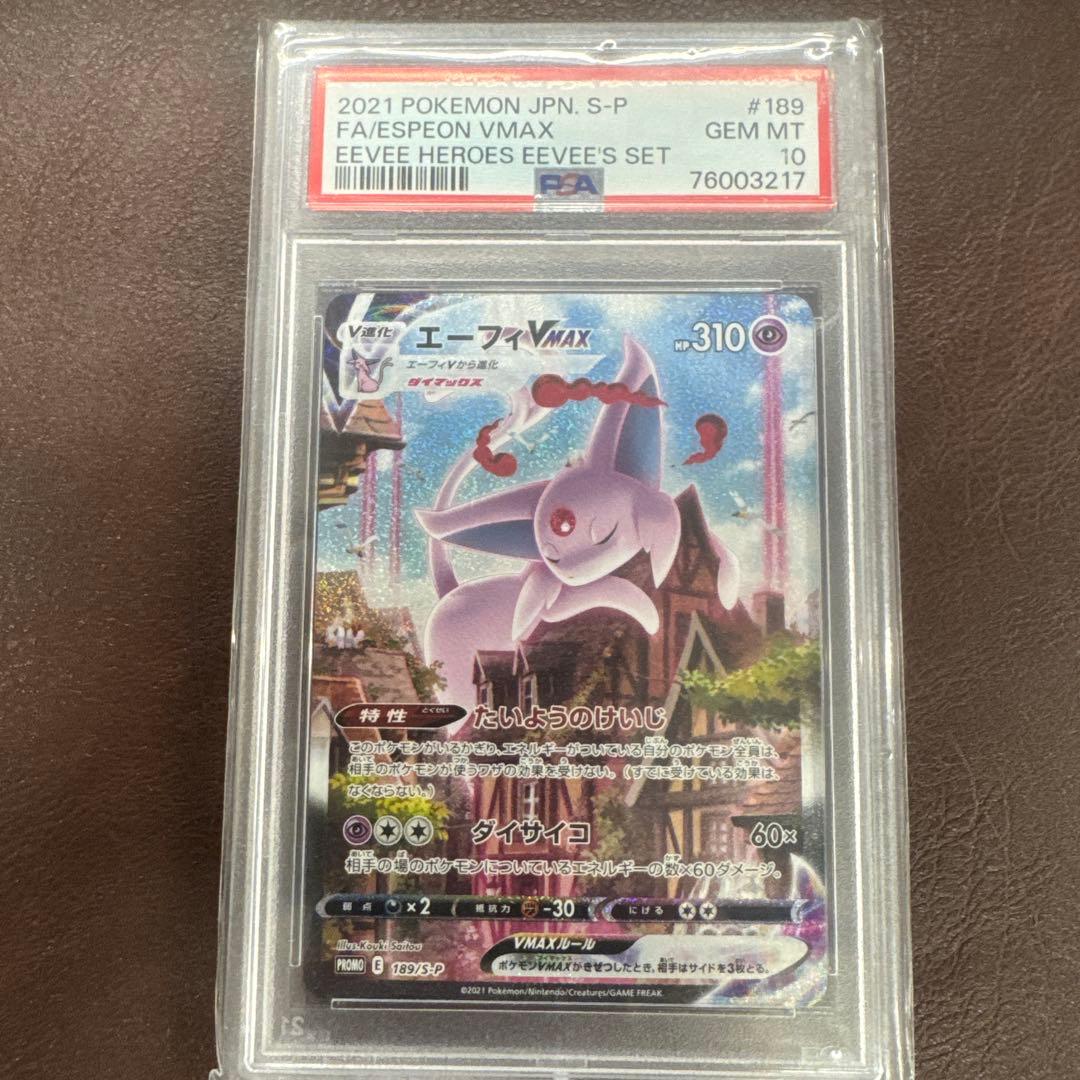 2021 POKEMON JPN. S-P #189
FA/ESPEON VMAX GEM MT
EEVEE HEROES EEVEE'S SET 10
PSA 76003217
V進化 エーフィVMAX HP310
エーフィVから進化
ダイマックス
特性 とくせい たいようのけいじ
このポケモンがいるかぎり、エネルギーがついている自分のポケモン全員は、
相手のポケモンが使うワザの効果を受けない。(すでに受けている効果は、
なくならない。)
ダイサイコ 60×
相手の場のポケモンについているエネルギーの数×60ダメージ。
弱点 ×2 抵抗力 -30 にげる
Illus.Kouki Saitou
VMAXルール
PROMO E 189/S-P
ポケモンVMAXがきぜつしたとき、相手はサイドを3枚とる。
©2021 Pokémon/Nintendo/Creatures/GAME FREAK